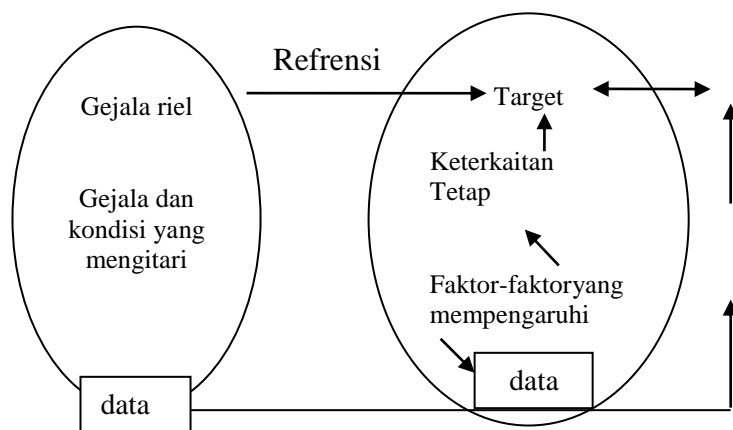 Refrensi
Gejala riel
Gejala dan
kondisi yang
mengitari
data
Target
Keterkaitan
Tetap
Faktor-faktoryang
mempengaruhi
data